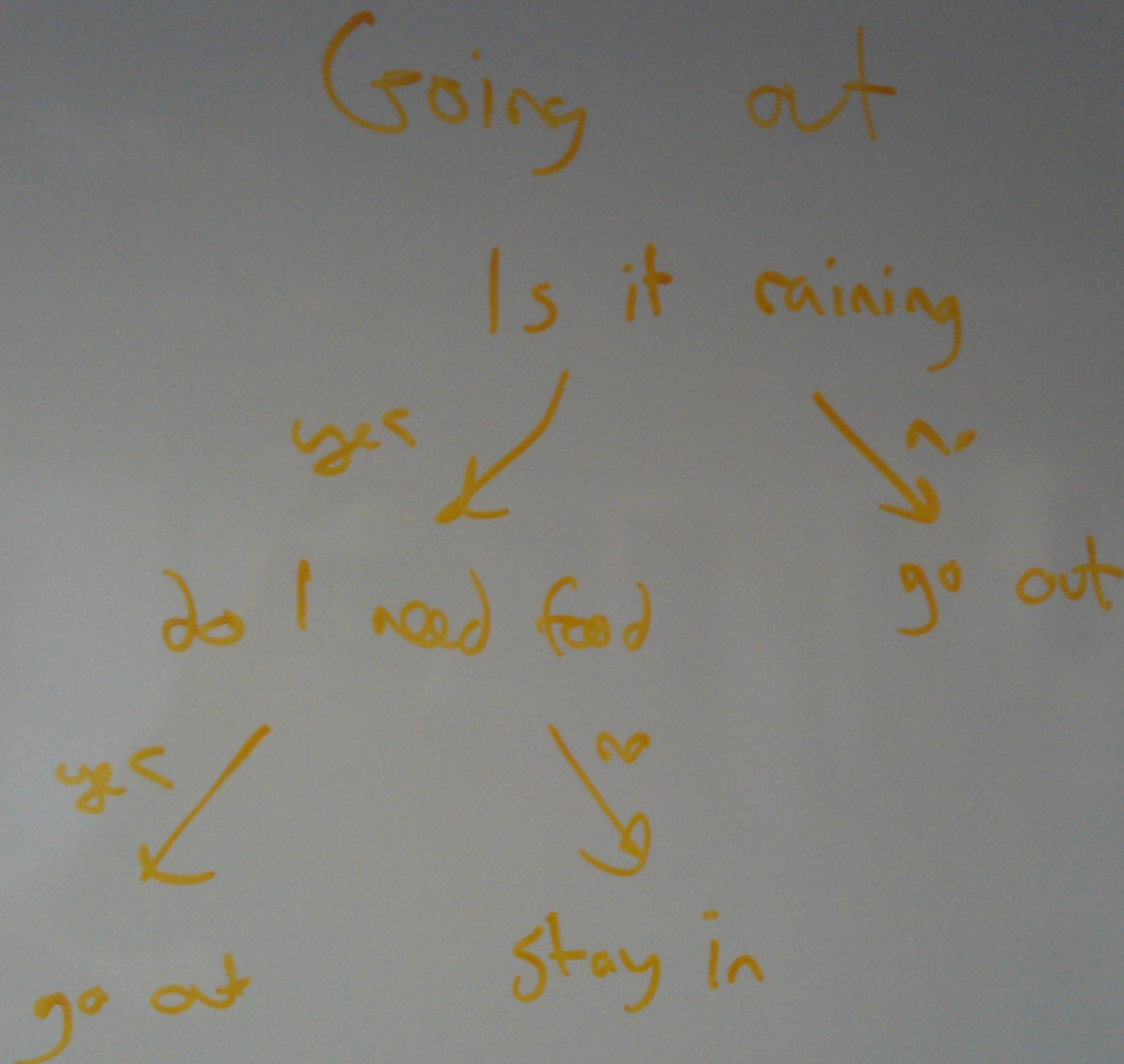 Going out
Is it raining
yes
no
do I need food
go out
yes
no
go out
stay in